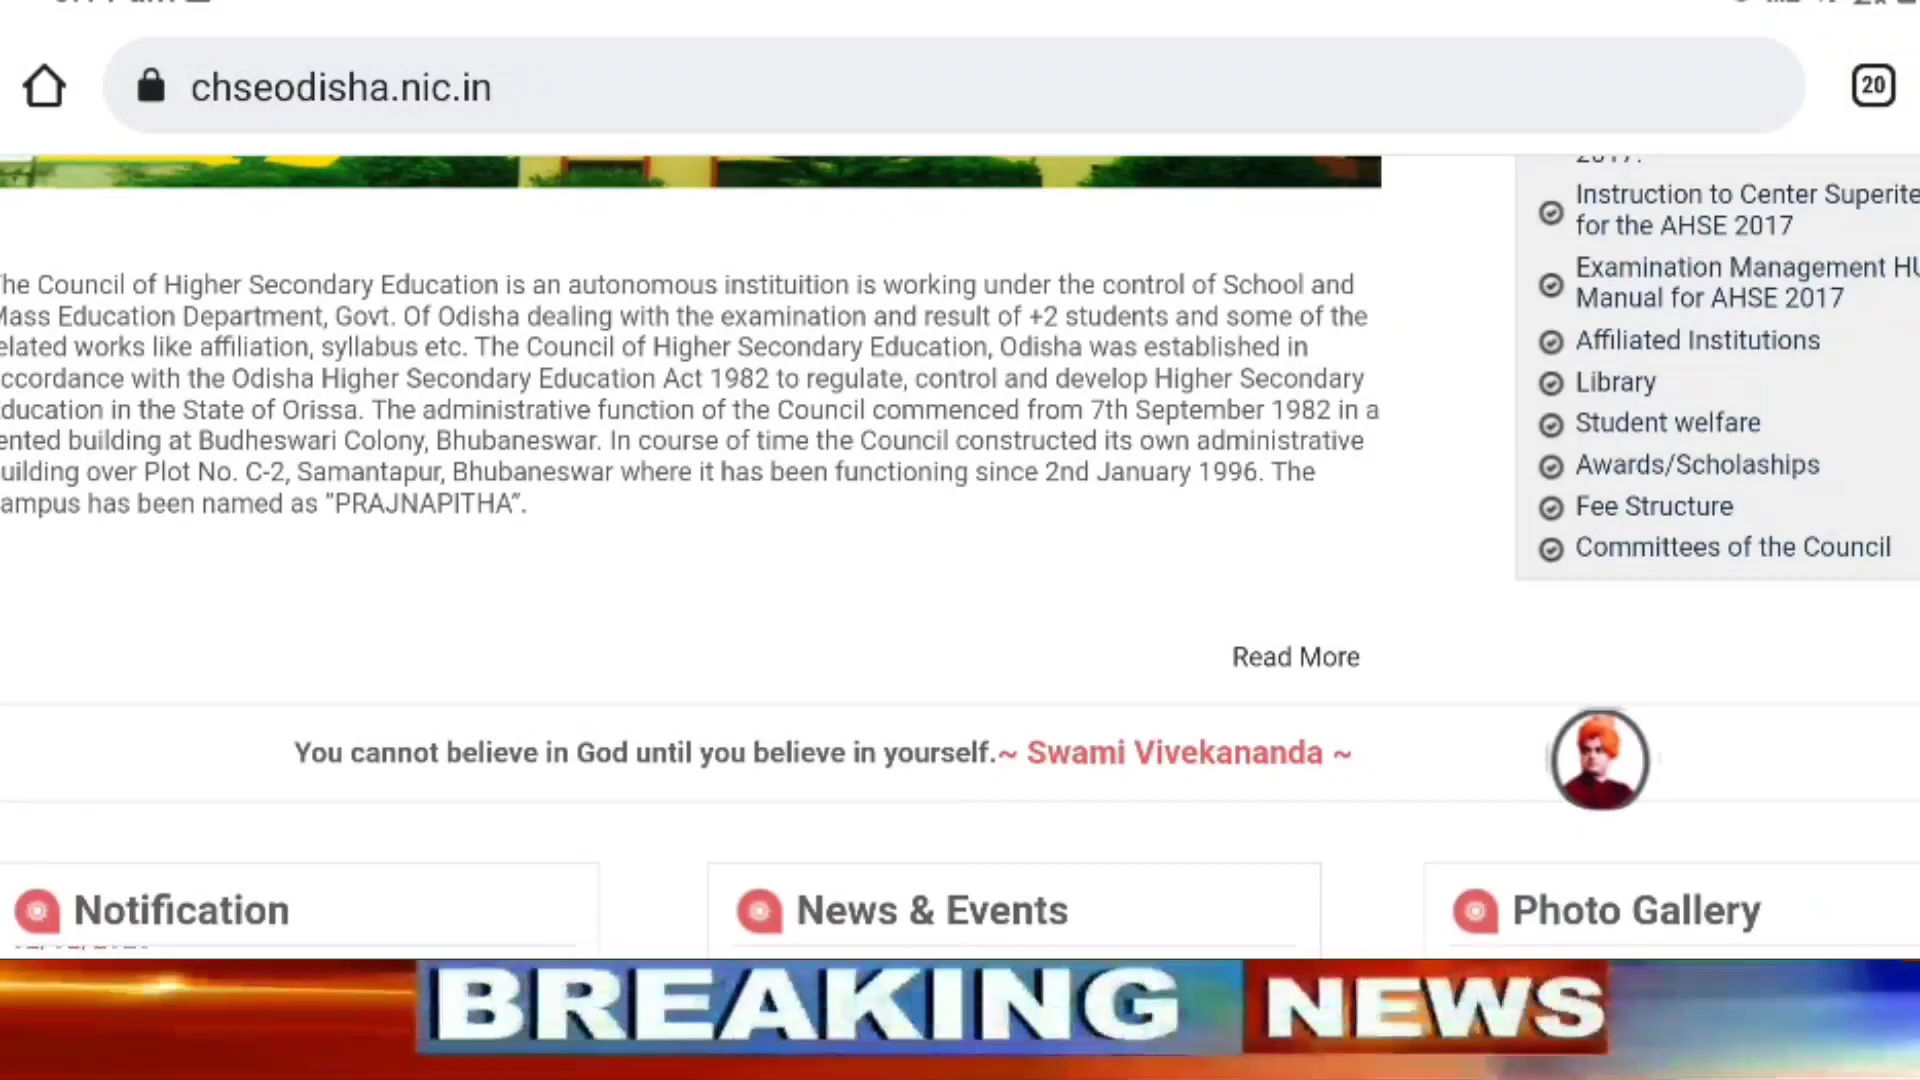 chseodisha.nic.in
20
Instruction to Center
for the AHSE 2017
Examination Management
Manual for AHSE 2017
Affiliated Institutions
Library
Student welfare
Awards/Scholaships
Fee Structure
Committees of the Council
he Council of Higher Secondary Education is an autonomous instituition is working under the control of School and
ass Education Department, Govt. Of Odisha dealing with the examination and result of +2 students and some of the
elated works like affiliation, syllabus etc. The Council of Higher Secondary Education, Odisha was established in
ccordance with the Odisha Higher Secondary Education Act 1982 to regulate, control and develop Higher Secondary
ducation in the State of Orissa. The administrative function of the Council commenced from 7th September 1982 in a
ented building at Budheswari Colony, Bhubaneswar. In course of time the Council constructed its own administrative
uilding over Plot No. C-2, Samantapur, Bhubaneswar where it has been functioning since 2nd January 1996. The
ampus has been named as "PRAJNAPITHA".
Read More
You cannot believe in God until you believe in yourself.~ Swami Vivekananda ~
Notification
News & Events
Photo Gallery
BREAKING NEWS